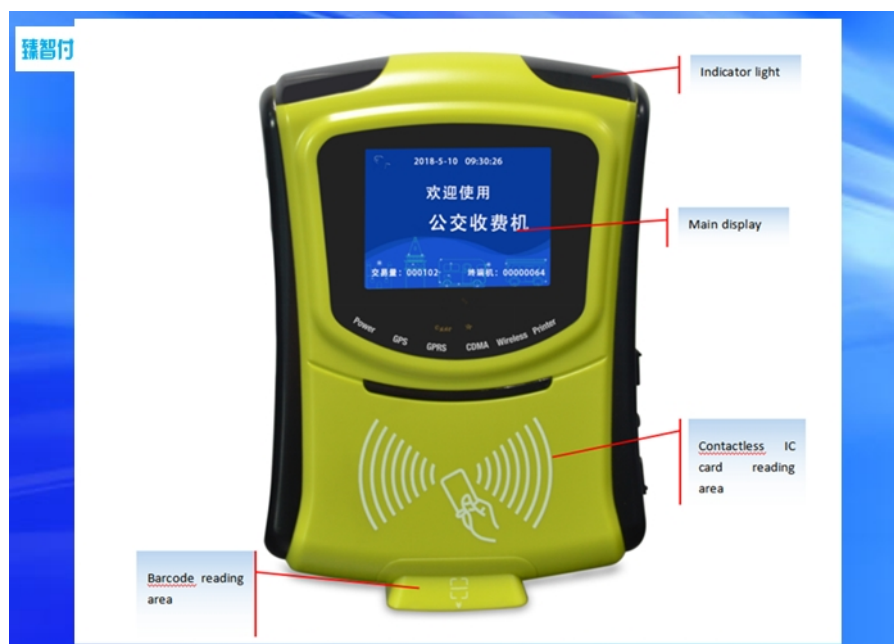 臻智付
Indicator light
2018-5-10 09:30:26
欢迎使用
公交收费机
Main display
交易量：000102
终端机：00000064
Power
GPS
GPRS
CDMA
Wireless
Printer
Contactless IC
card reading
area
Barcode reading
area